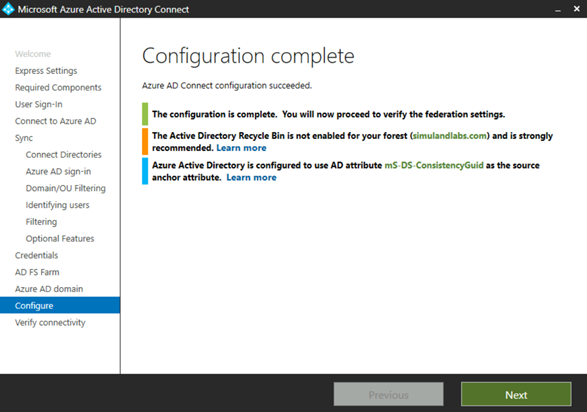 Microsoft Azure Active Directory Connect
Welcome
Express Settings
Required Components
User Sign-In
Connect to Azure AD
Sync
Connect Directories
Azure AD sign-in
Domain/OU Filtering
Identifying users
Filtering
Optional Features
Credentials
AD FS Farm
Azure AD domain
Configure
Verify connectivity
Configuration complete
Azure AD Connect configuration succeeded.
The configuration is complete. You will now proceed to verify the federation settings.
The Active Directory Recycle Bin is not enabled for your forest (simulandlabs.com) and is strongly
recommended. Learn more
Azure Active Directory is configured to use AD attribute mS-DS-ConsistencyGuid as the source
anchor attribute. Learn more
Previous
Next